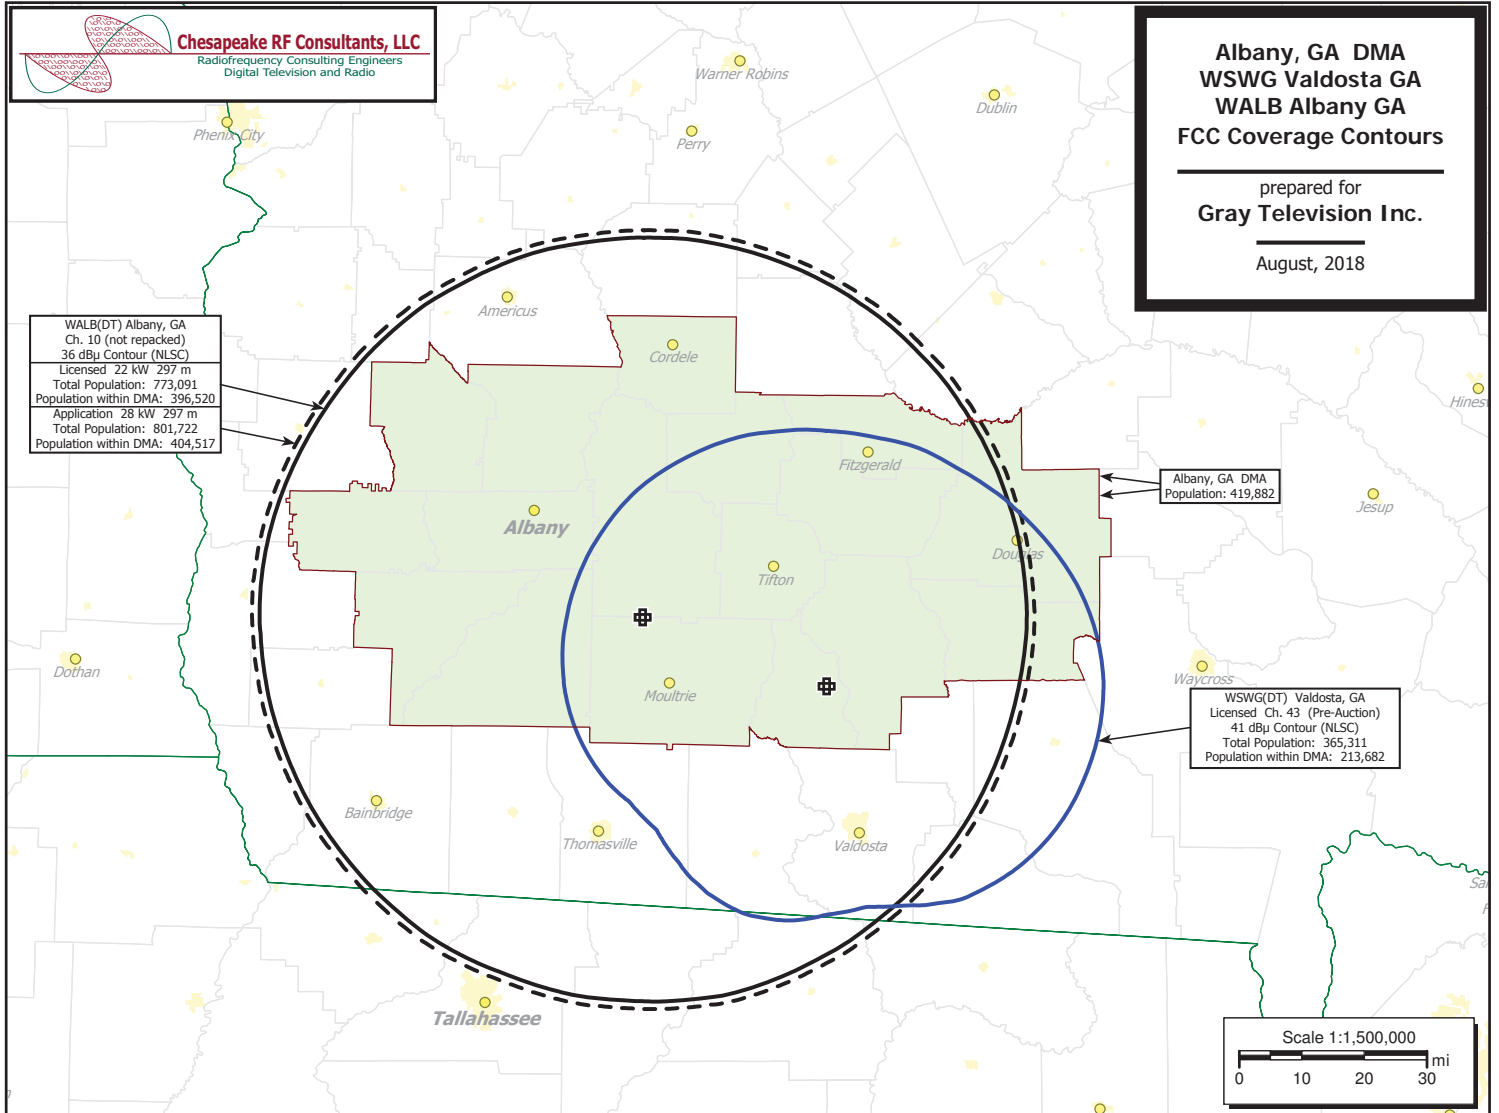 Chesapeake RF Consultants, LLC
Radiofrequency Consulting Engineers
Digital Television and Radio
Albany, GA DMA
WSWG Valdosta GA
WALB Albany GA
FCC Coverage Contours
prepared for
Gray Television Inc.
August, 2018
Warner Robins
Dublin
Phenix City
Perry
Americus
Cordele
WALB(DT) Albany, GA
Ch. 10 (not repacked)
36 dBµ Contour (NLSC)
Licensed 22 kW 297 m
Total Population: 773,091
Population within DMA: 396,520
Application 28 kW 297 m
Total Population: 801,722
Population within DMA: 404,517
Fitzgerald
Albany, GA DMA
Population: 419,882
Jesup
Albany
Douglas
Tifton
Dothan
Moultrie
Waycross
WSWG(DT) Valdosta, GA
Licensed Ch. 43 (Pre-Auction)
41 dBµ Contour (NLSC)
Total Population: 365,311
Population within DMA: 213,682
Bainbridge
Thomasville
Valdosta
Tallahassee
Scale 1:1,500,000
mi
0 10 20 30